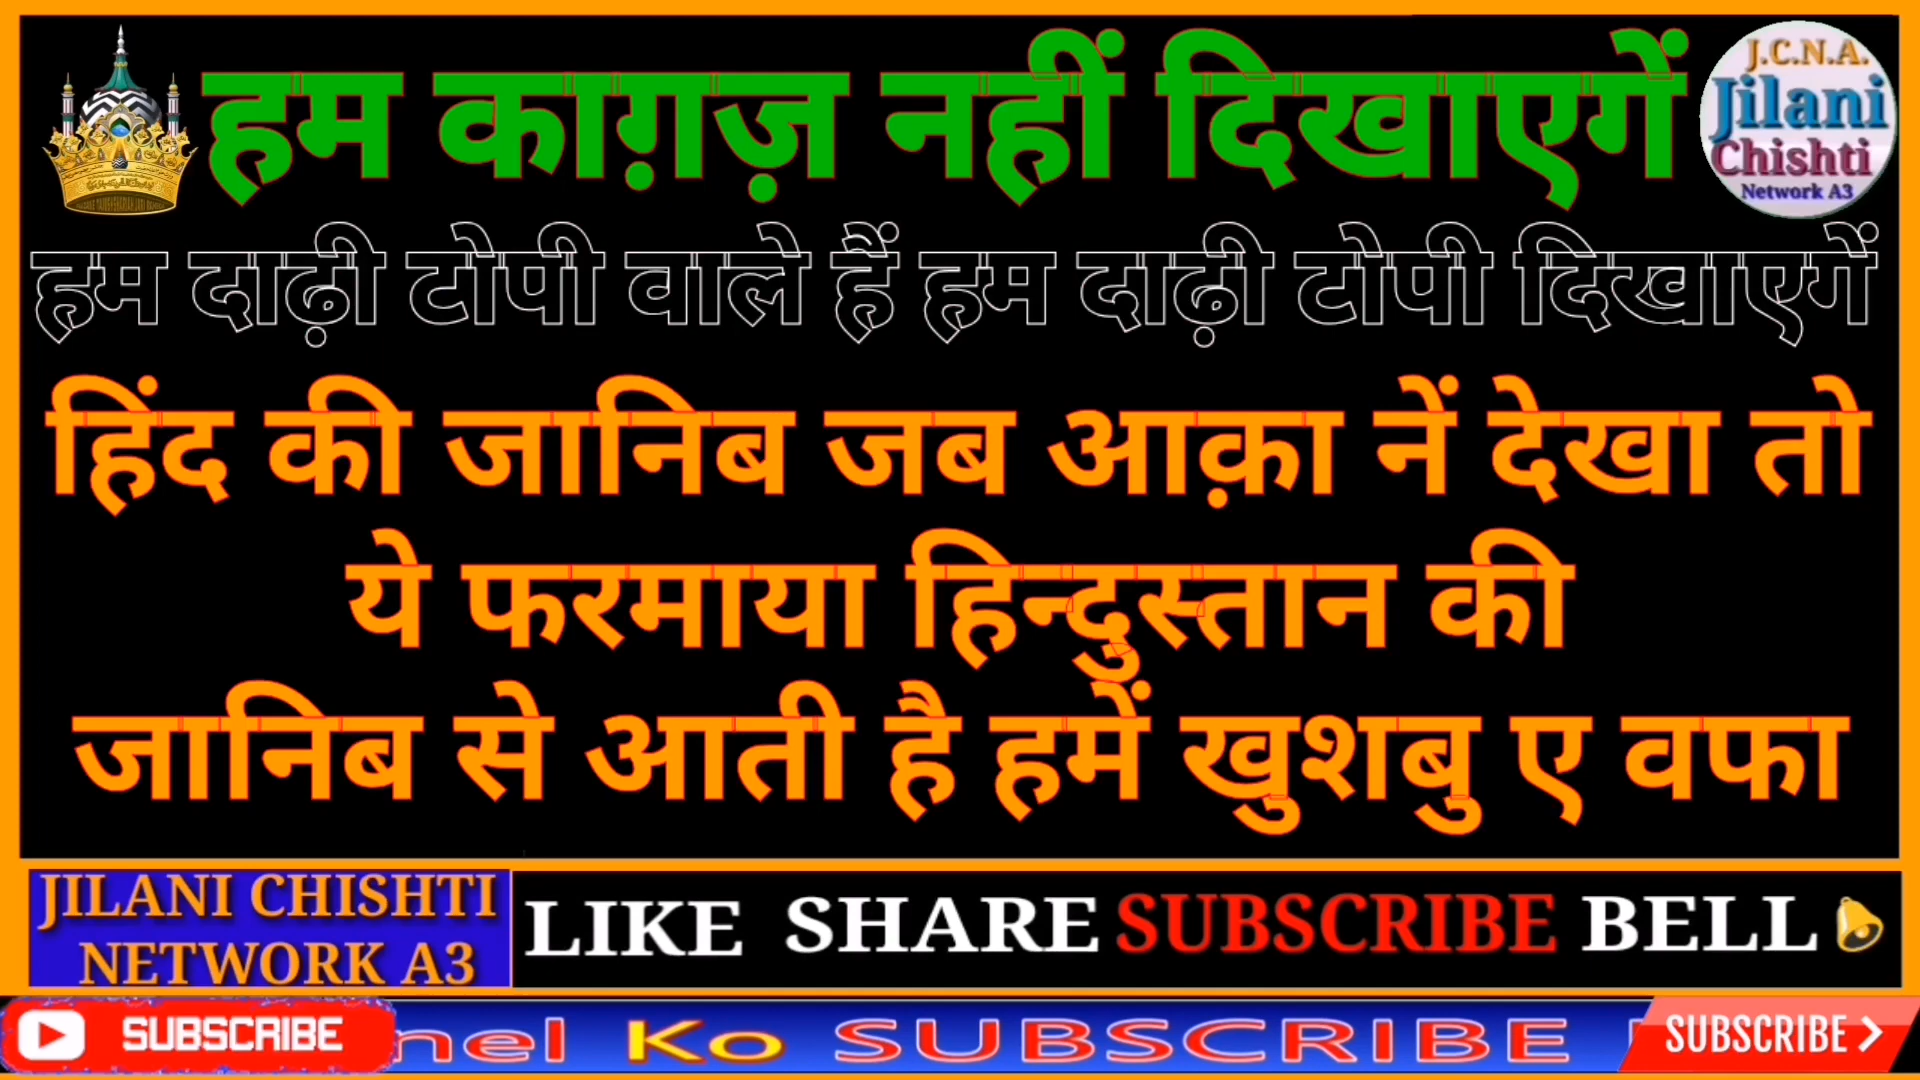 हम काग़ज़ नहीं दिखाएगें
J.C.N.A.
Jilani
Chishti
Network A3
हम दाढ़ी टोपी वाले हैं हम दाढ़ी टोपी दिखाएगें
हिंद की जानिब जब आक़ा नें देखा तो
ये फरमाया हिन्दुस्तान की
जानिब से आती है हमें खुशबु ए वफा
JILANI CHISHTI
NETWORK A3
LIKE SHARE SUBSCRIBE BELL
SUBSCRIBE
nel Ko SUBSCRIBE
SUBSCRIBE